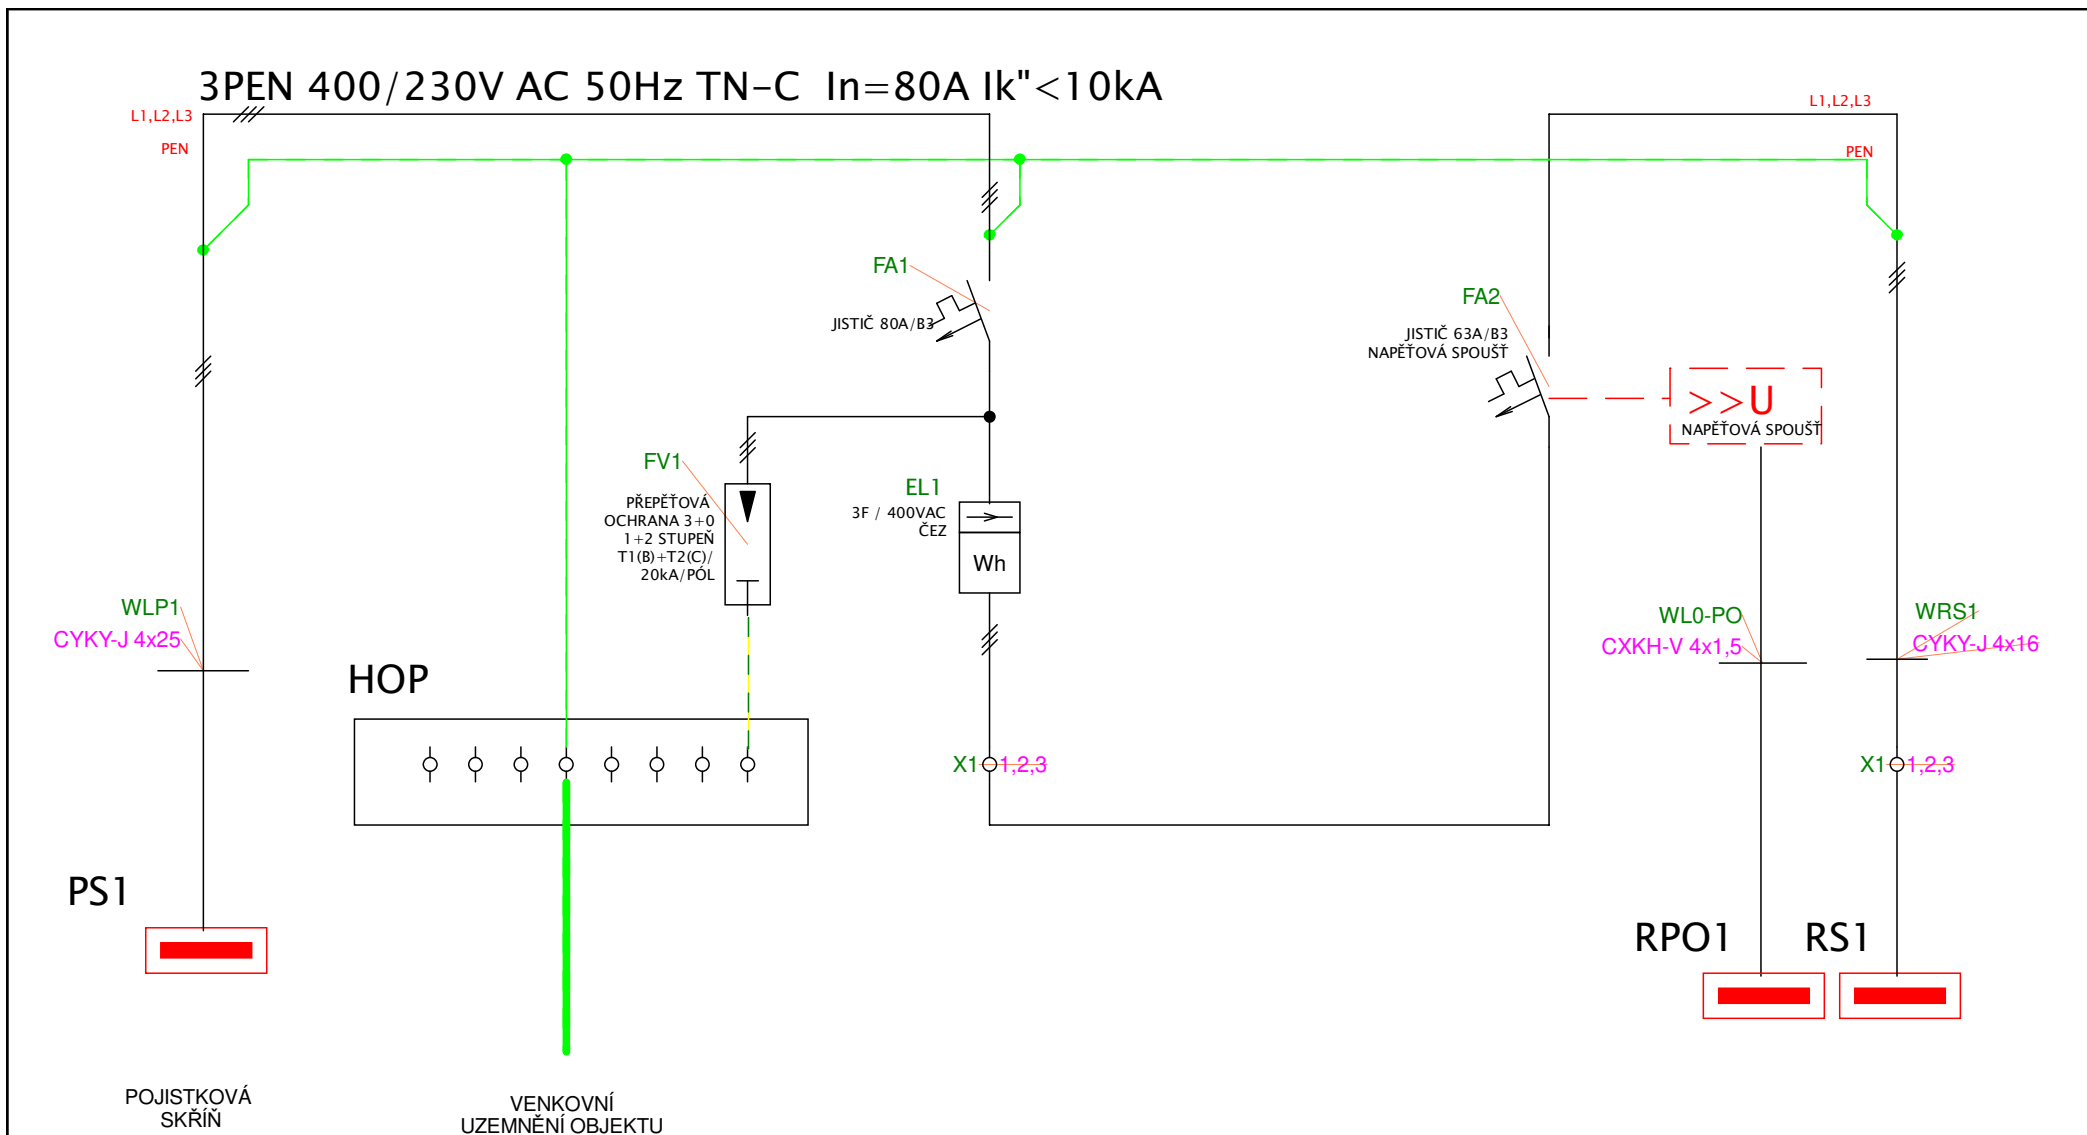 3PEN 400/230V AC 50Hz TN-C In=80A Ik"<10kA
L1,L2,L3
PEN
L1,L2,L3
PEN
FA1
JISTIČ 80A/B3
FA2
JISTIČ 63A/B3
NAPĚŤOVÁ SPOUŠŤ
>>U
NAPĚŤOVÁ SPOUŠŤ
FV1
PŘEPĚŤOVÁ
OCHRANA 3+0
1+2 STUPEŇ
T1(B)+T2(C)/
20kA/PÓL
EL1
3F / 400VAC
ČEZ
Wh
WLP1
CYKY-J 4x25
WL0-PO
CXKH-V 4x1,5
WRS1
CYKY-J 4x16
HOP
X1
1,2,3
X1
1,2,3
PS1
RPO1
RS1
POJISTKOVÁ
SKŘÍŇ
VENKOVNÍ
UZEMNĚNÍ OBJEKTU